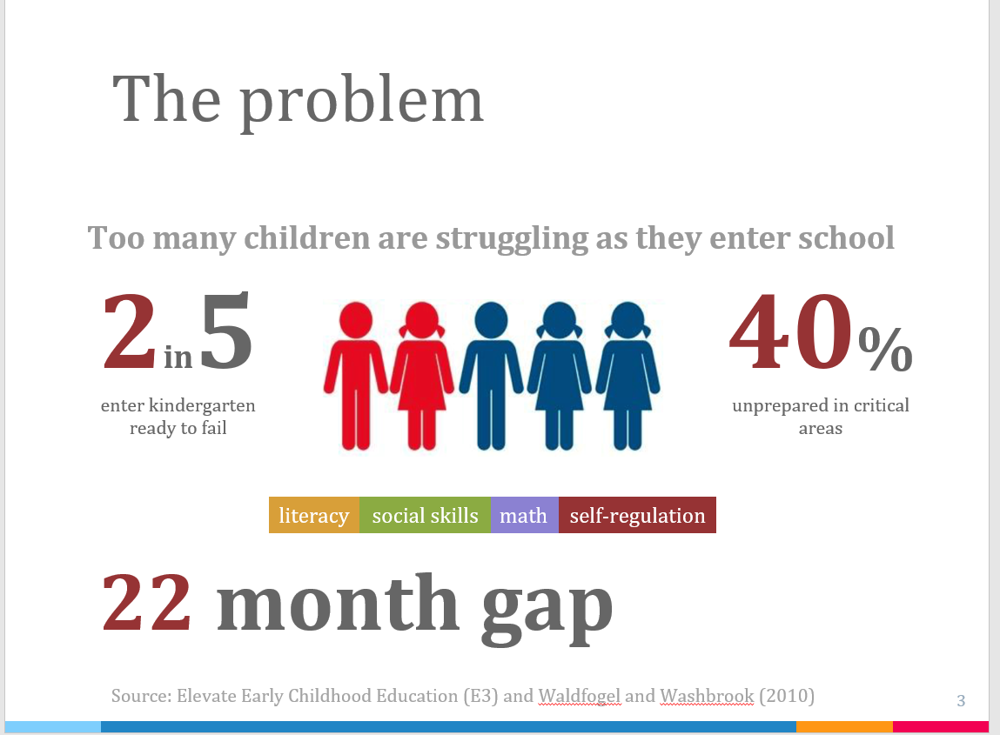 The problem
Too many children are struggling as they enter school
2 in 5
enter kindergarten
ready to fail
40%
unprepared in critical
areas
literacy social skills math self-regulation
22 month gap
Source: Elevate Early Childhood Education (E3) and Waldfogel and Washbrook (2010)
3